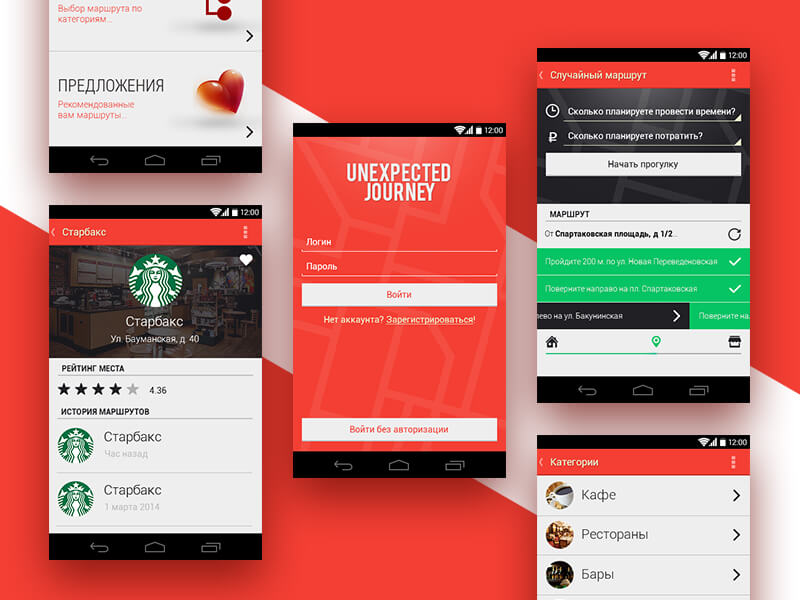 Выбор маршрута по
категориям...
ПРЕДЛОЖЕНИЯ
Рекомендованные
вам маршруты...
12:00
Старбакс
Старбакс
Ул. Бауманская, д. 40
РЕЙТИНГ МЕСТА
4.36
ИСТОРИЯ МАРШРУТОВ
Старбакс
Час назад
Старбакс
1 марта 2014
12:00
UNEXPECTED
JOURNEY
Логин
Пароль
Войти
Нет аккаунта? Зарегистрироваться!
Войти без авторизации
12:00
Случайный маршрут
Сколько планируете провести времени?
Сколько планируете потратить?
Начать прогулку
МАРШРУТ
От Спартаковская площадь, д 1/2...
Пройдите 200 м. по ул. Новая Переведеновская
Поверните направо на пл. Спартаковская
лево на ул. Бакунинская
Поверните на
12:00
Категории
Кафе
Рестораны
Бары